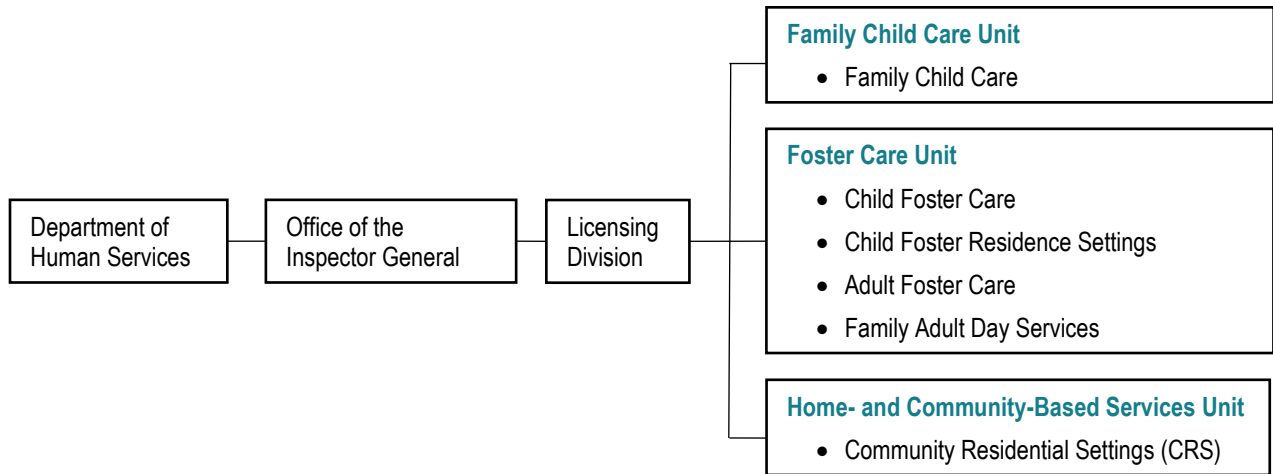 Department of
Human Services
Office of the
Inspector General
Licensing
Division
Family Child Care Unit
• Family Child Care
Foster Care Unit
• Child Foster Care
• Child Foster Residence Settings
• Adult Foster Care
• Family Adult Day Services
Home- and Community-Based Services Unit
• Community Residential Settings (CRS)